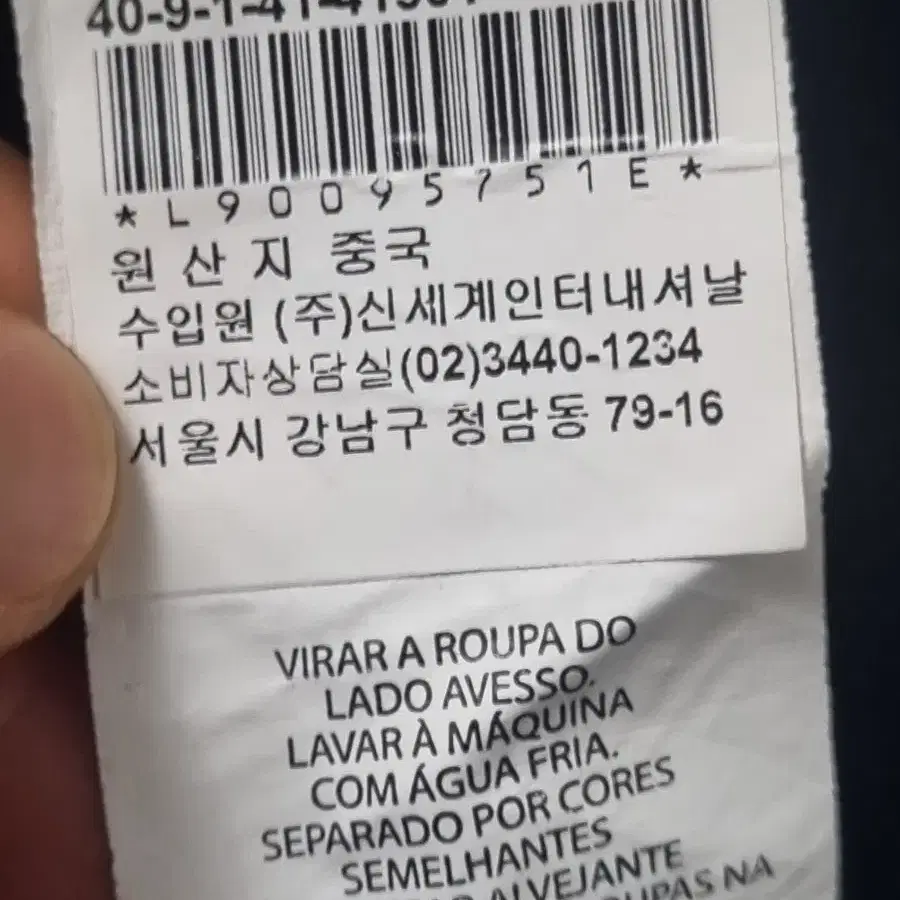 *L90095751E*
원산지 중국
수입원 (주)신세계인터내셔날
소비자상담실(02)3440-1234
서울시 강남구 청담동 79-16
VIRAR A ROUPA DO
LADO AVESSO.
LAVAR À MÁQUINA
COM ÁGUA FRIA.
SEPARADO POR CORES
SEMELHANTES
ALVEJANTE
NA